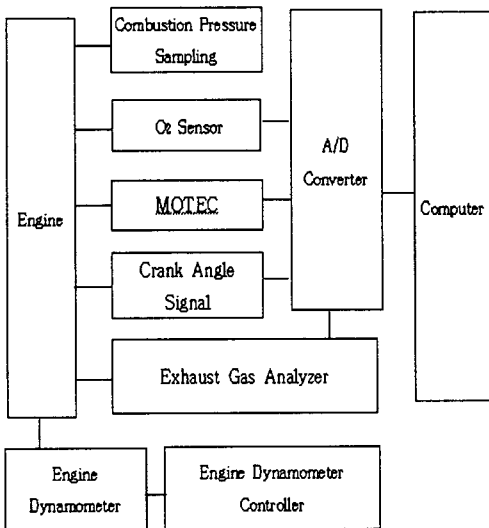 Combustion Pressure
Sampling
O2 Sensor
A/D
Converter
MOTEC
Engine
Computer
Crank Angle
Signal
Exhaust Gas Analyzer
Engine
Dynamometer
Engine Dynamometer
Controller